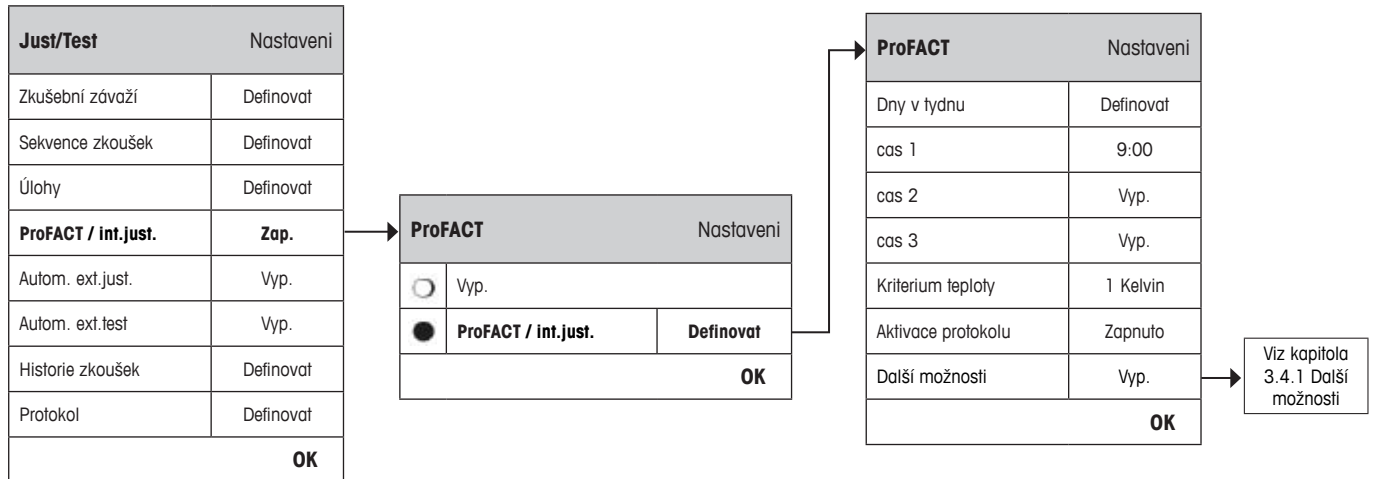 Just/Test Nastaveni
Zkušební závaží Definovat
Sekvence zkoušek Definovat
Úlohy Definovat
ProFACT / int.just. Zap.
Autom. ext.just. Vyp.
Autom. ext.test Vyp.
Historie zkoušek Definovat
Protokol Definovat
OK
ProFACT Nastaveni
Vyp.
ProFACT / int.just. Definovat
OK
ProFACT Nastaveni
Dny v tydnu Definovat
cas 1 9:00
cas 2 Vyp.
cas 3 Vyp.
Kriterium teploty 1 Kelvin
Aktivace protokolu Zapnuto
Další možnosti Vyp.
OK
Viz kapitola
3.4.1 Další
možnosti